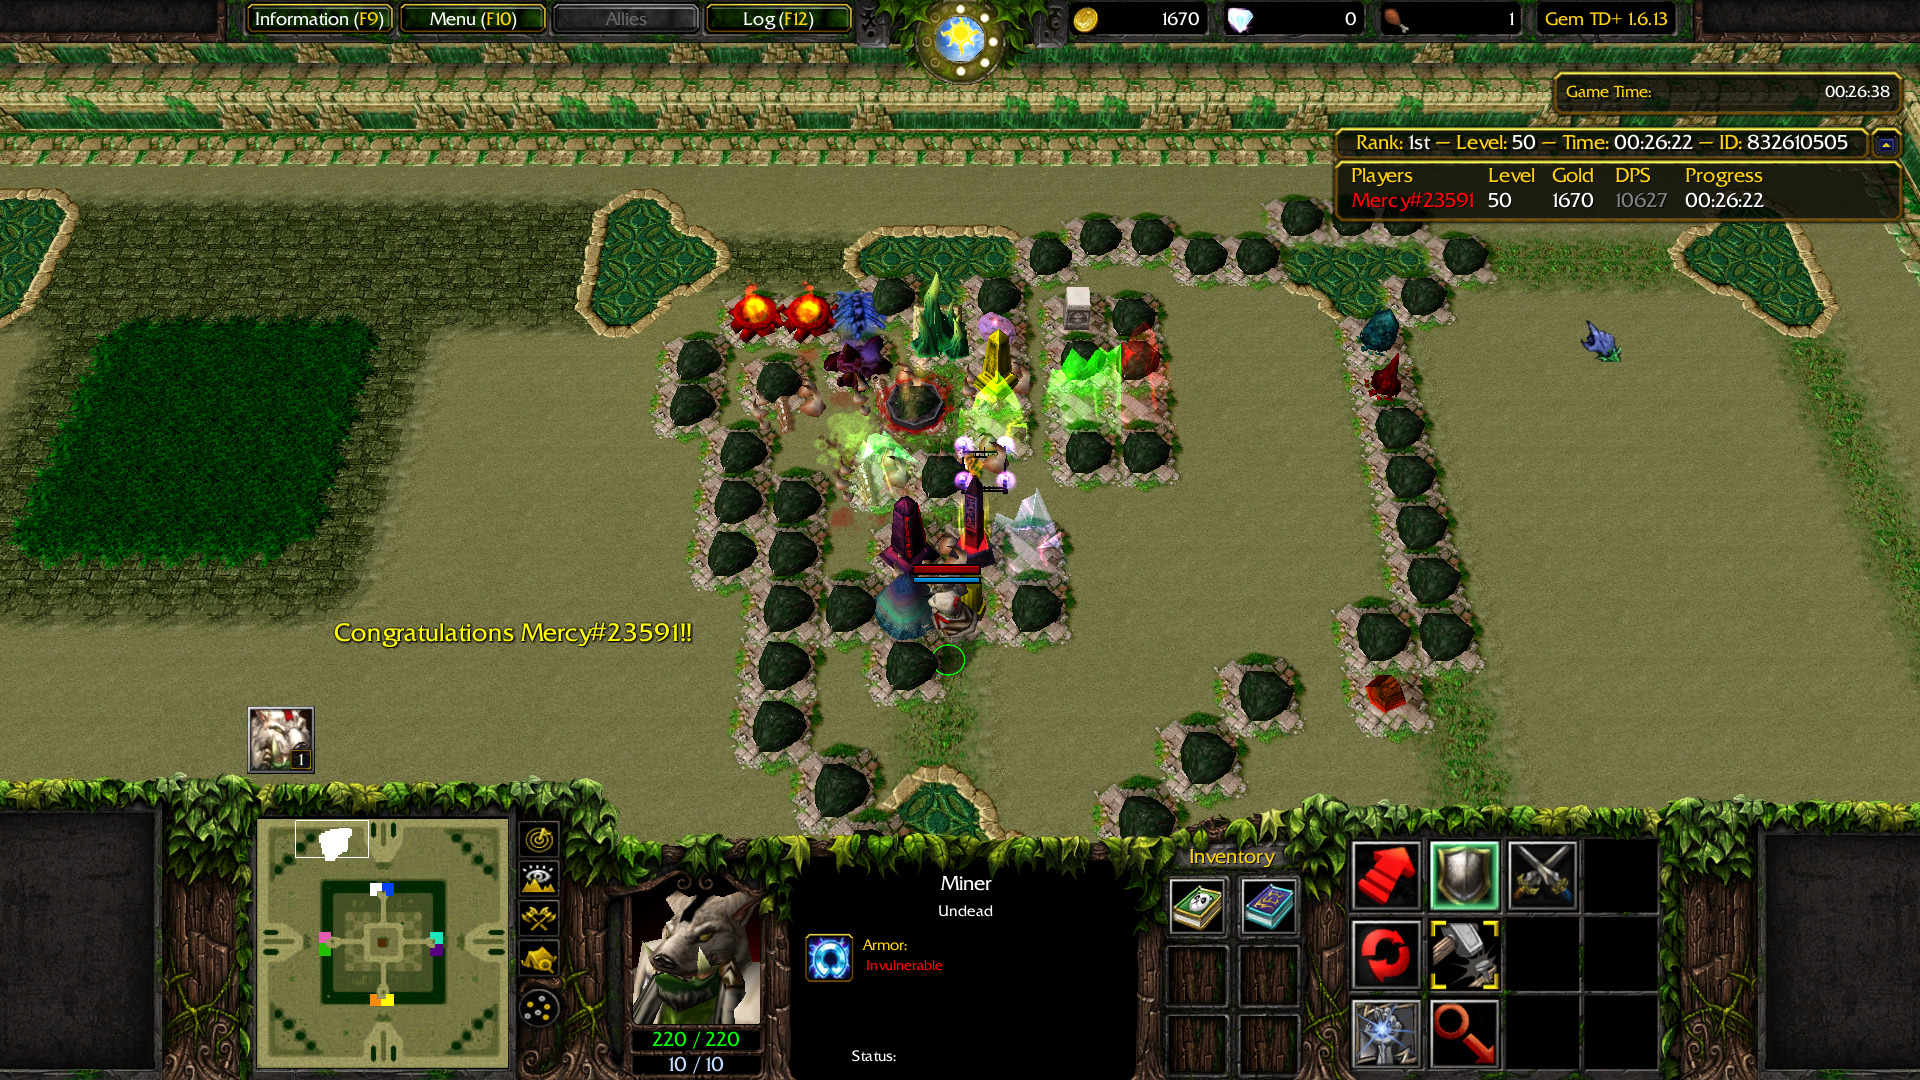 Information (F9) Menu (F10) Allies Log (F12) 1670 0 1 Gem TD+ 1.6.13
Game Time: 00:26:38
Rank: 1st — Level: 50 — Time: 00:26:22 — ID: 832610505
Players Level Gold DPS Progress
Mercy#23591 50 1670 10627 00:26:22
Congratulations Mercy#23591!!
1
Miner
Undead
Armor:
Invulnerable
Status:
220 / 220
10 / 10
Inventory